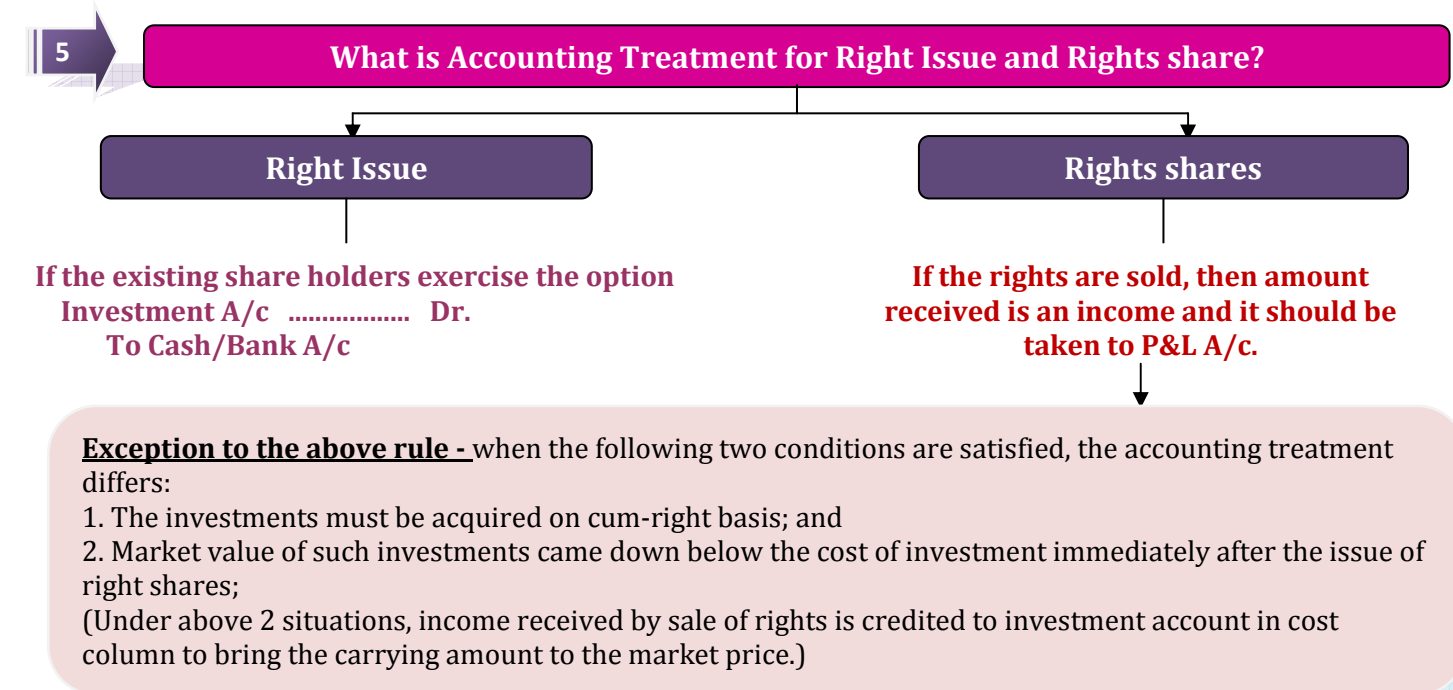 5
What is Accounting Treatment for Right Issue and Rights share?
Right Issue
Rights shares
If the existing share holders exercise the option
Investment A/c .................. Dr.
To Cash/Bank A/c
If the rights are sold, then amount
received is an income and it should be
taken to P&L A/c.
Exception to the above rule - when the following two conditions are satisfied, the accounting treatment
differs:
1. The investments must be acquired on cum-right basis; and
2. Market value of such investments came down below the cost of investment immediately after the issue of
right shares;
(Under above 2 situations, income received by sale of rights is credited to investment account in cost
column to bring the carrying amount to the market price.)